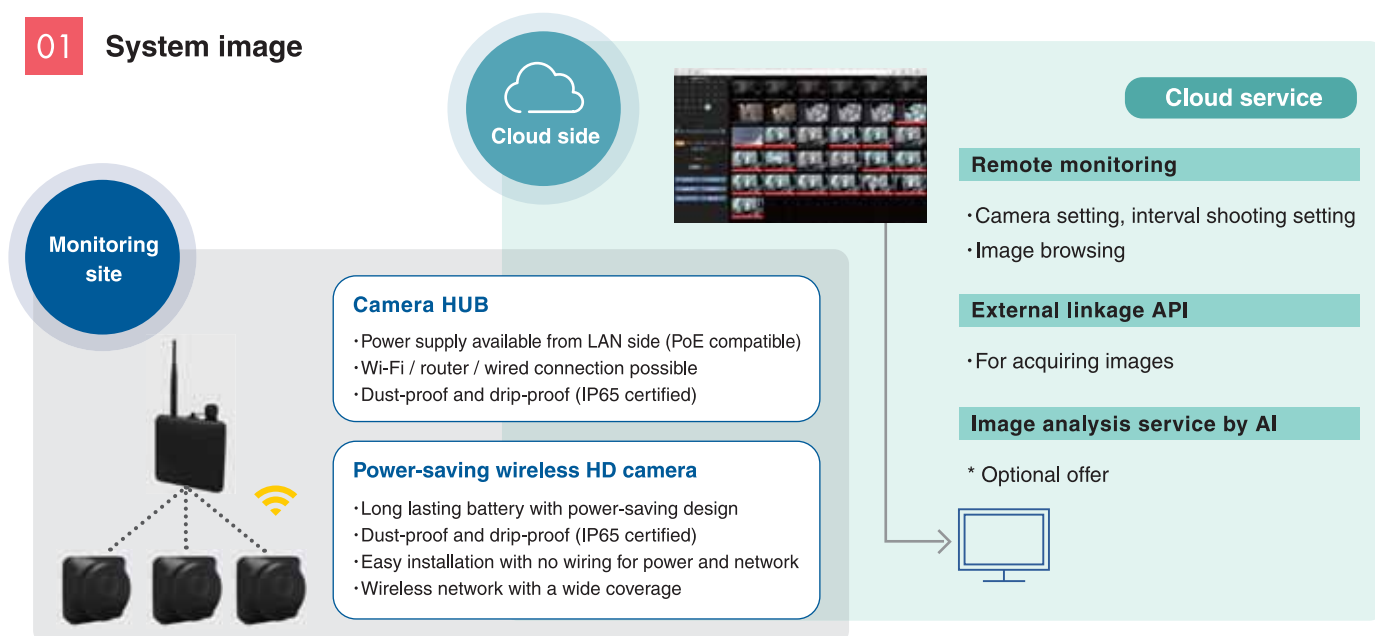 01 System image
Cloud side
Cloud service
Remote monitoring
・Camera setting, interval shooting setting
・Image browsing
External linkage API
・For acquiring images
Image analysis service by AI
* Optional offer
Monitoring
site
Camera HUB
・Power supply available from LAN side (PoE compatible)
・Wi-Fi / router / wired connection possible
・Dust-proof and drip-proof (IP65 certified)
Power-saving wireless HD camera
・Long lasting battery with power-saving design
・Dust-proof and drip-proof (IP65 certified)
・Easy installation with no wiring for power and network
・Wireless network with a wide coverage